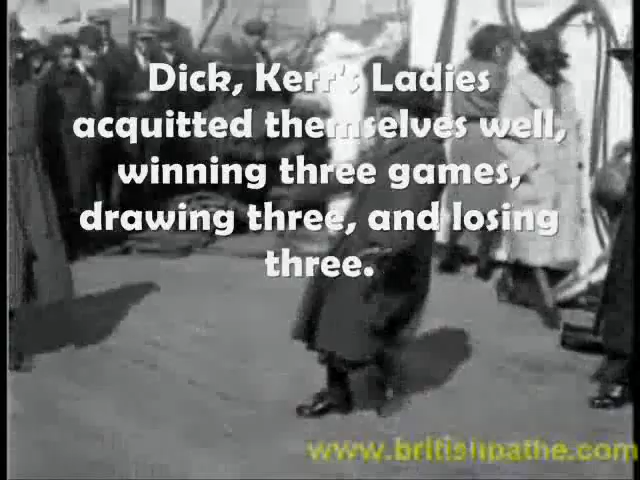 Dick, Kerr's Ladies
acquitted themselves well,
winning three games,
drawing three, and losing
three.
www.britishpathe.com